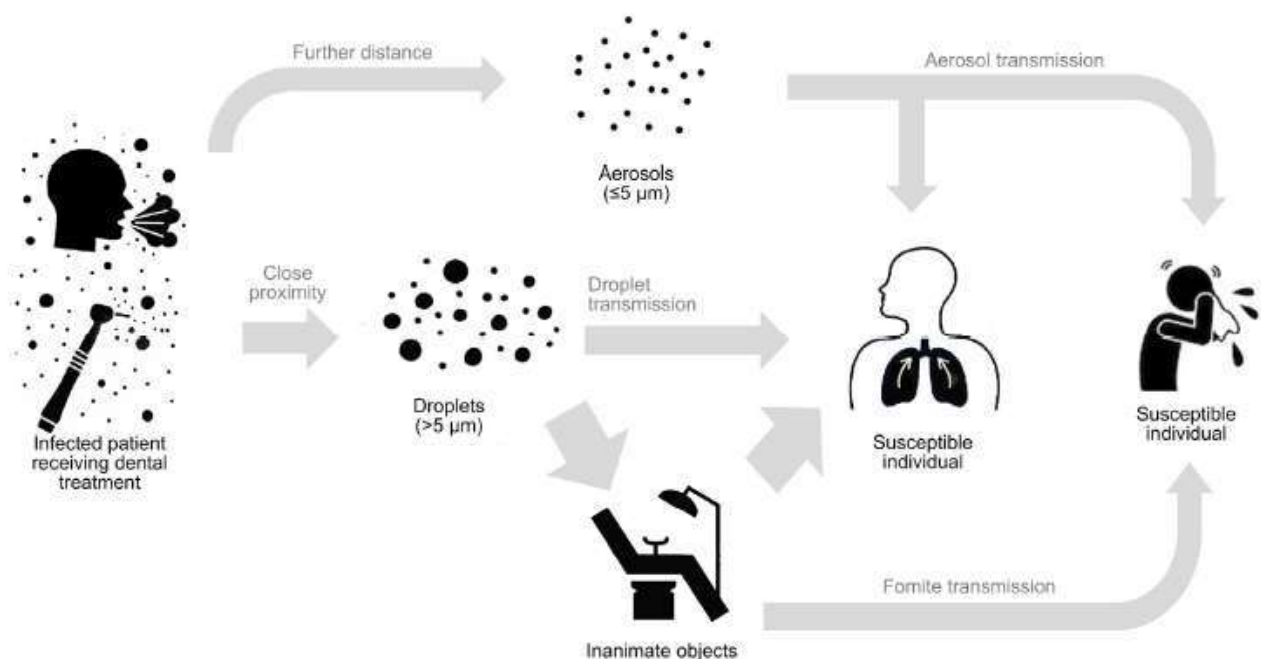 Further distance
Aerosol transmission
Aerosols
(≤5 µm)
Close
proximity
Droplet
transmission
Droplets
(>5 µm)
Infected patient
receiving dental
treatment
Susceptible
individual
Susceptible
individual
Fomite transmission
Inanimate objects